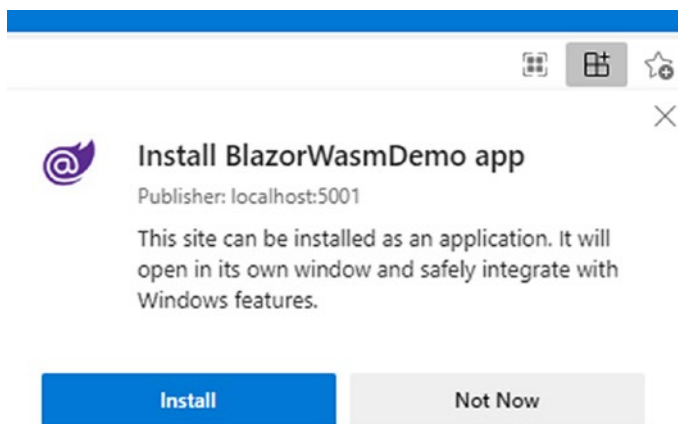 Install BlazorWasmDemo app
Publisher: localhost:5001
This site can be installed as an application. It will
open in its own window and safely integrate with
Windows features.
Install
Not Now